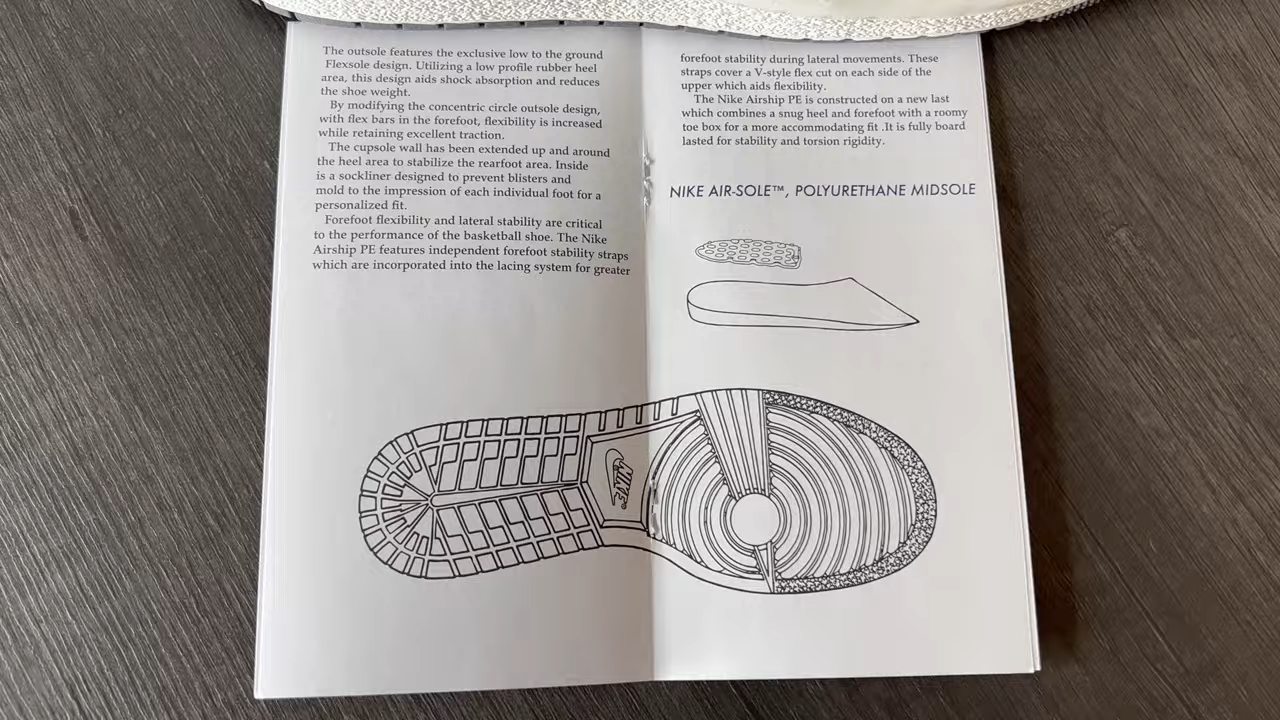 The outsole features the exclusive low to the ground
Flexsole design. Utilizing a low profile rubber heel
area, this design aids shock absorption and reduces
the shoe weight.
By modifying the concentric circle outsole design,
with flex bars in the forefoot, flexibility is increased
while retaining excellent traction.
The cupsole wall has been extended up and around
the heel area to stabilize the rearfoot area. Inside
is a sockliner designed to prevent blisters and
mold to the impression of each individual foot for a
personalized fit.
Forefoot flexibility and lateral stability are critical
to the performance of the basketball shoe. The Nike
Airship PE features independent forefoot stability straps
which are incorporated into the lacing system for greater
forefoot stability during lateral movements. These
straps cover a V-style flex cut on each side of the
upper which aids flexibility.
The Nike Airship PE is constructed on a new last
which combines a snug heel and forefoot with a roomy
toe box for a more accommodating fit .It is fully board
lasted for stability and torsion rigidity.
NIKE AIR-SOLE™, POLYURETHANE MIDSOLE
NIKE®